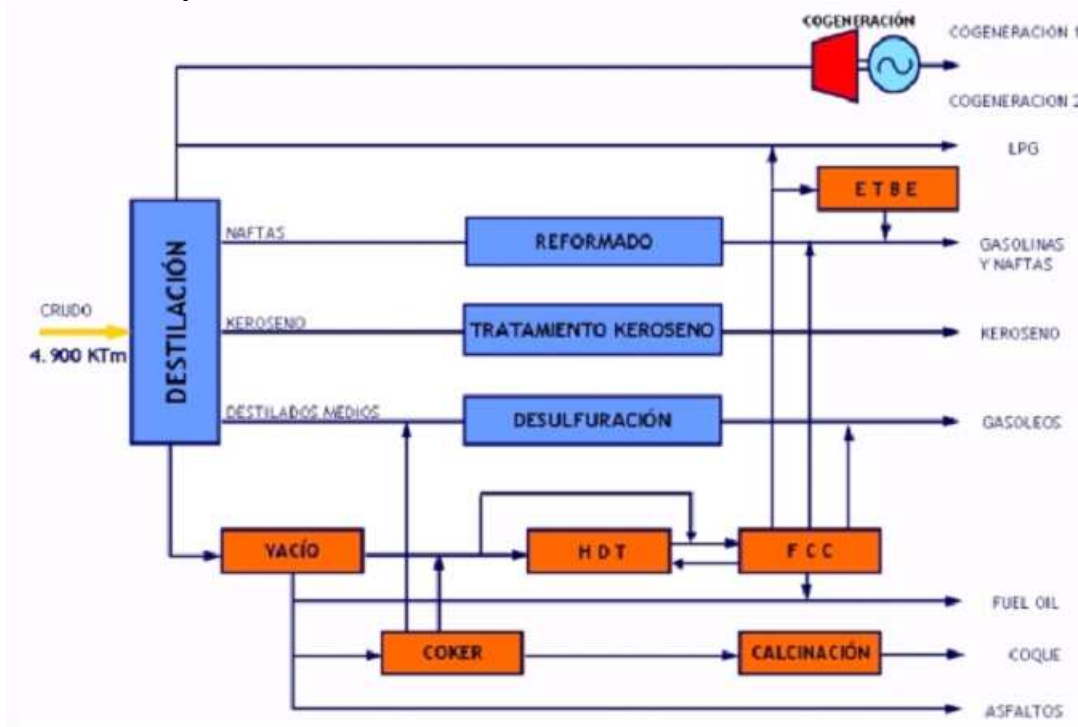 COGENERACIÓN
COGENERACION 1
COGENERACION 2
LPG
ETBE
NAFTAS
REFORMADO
GASOLINAS
Y NAFTAS
DESTILACIÓN
CRUDO
4.900 KTm
KEROSENO
TRATAMIENTO KEROSENO
KEROSENO
DESTILADOS MEDIOS
DESULFURACIÓN
GASOLEOS
VACÍO
HDT
FCC
FUEL OIL
COKER
CALCINACIÓN
COQUE
ASFALTOS